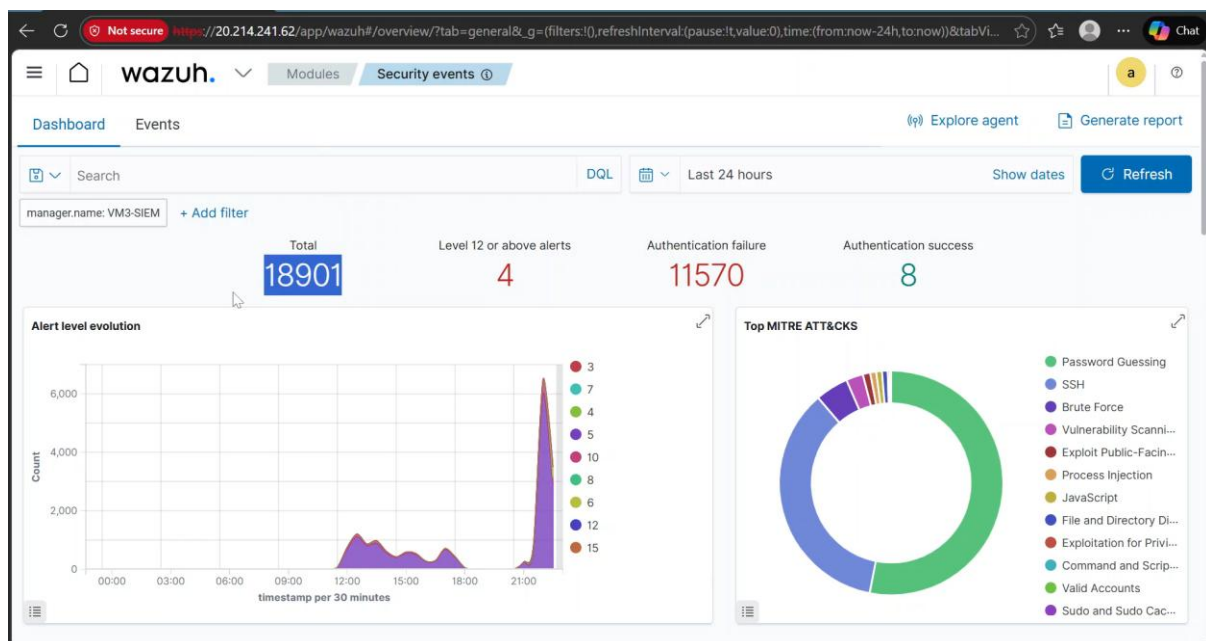 Not secure https://20.214.241.62/app/wazuh#/overview/?tab=general&_g=(filters:!(),refreshInterval:(pause:!t,value:0),time:(from:now-24h,to:now))&tabVi... Chat
wazuh. Modules Security events a
Dashboard Events Explore agent Generate report
Search DQL Last 24 hours Show dates Refresh
manager.name: VM3-SIEM + Add filter
Total Level 12 or above alerts Authentication failure Authentication success
18901 4 11570 8
Alert level evolution
6,000
4,000
2,000
0
Count
00:00 03:00 06:00 09:00 12:00 15:00 18:00 21:00
timestamp per 30 minutes
3
7
4
5
10
8
6
12
15
Top MITRE ATT&CKS
Password Guessing
SSH
Brute Force
Vulnerability Scanni...
Exploit Public-Facin...
Process Injection
JavaScript
File and Directory Di...
Exploitation for Privi...
Command and Scrip...
Valid Accounts
Sudo and Sudo Cac...